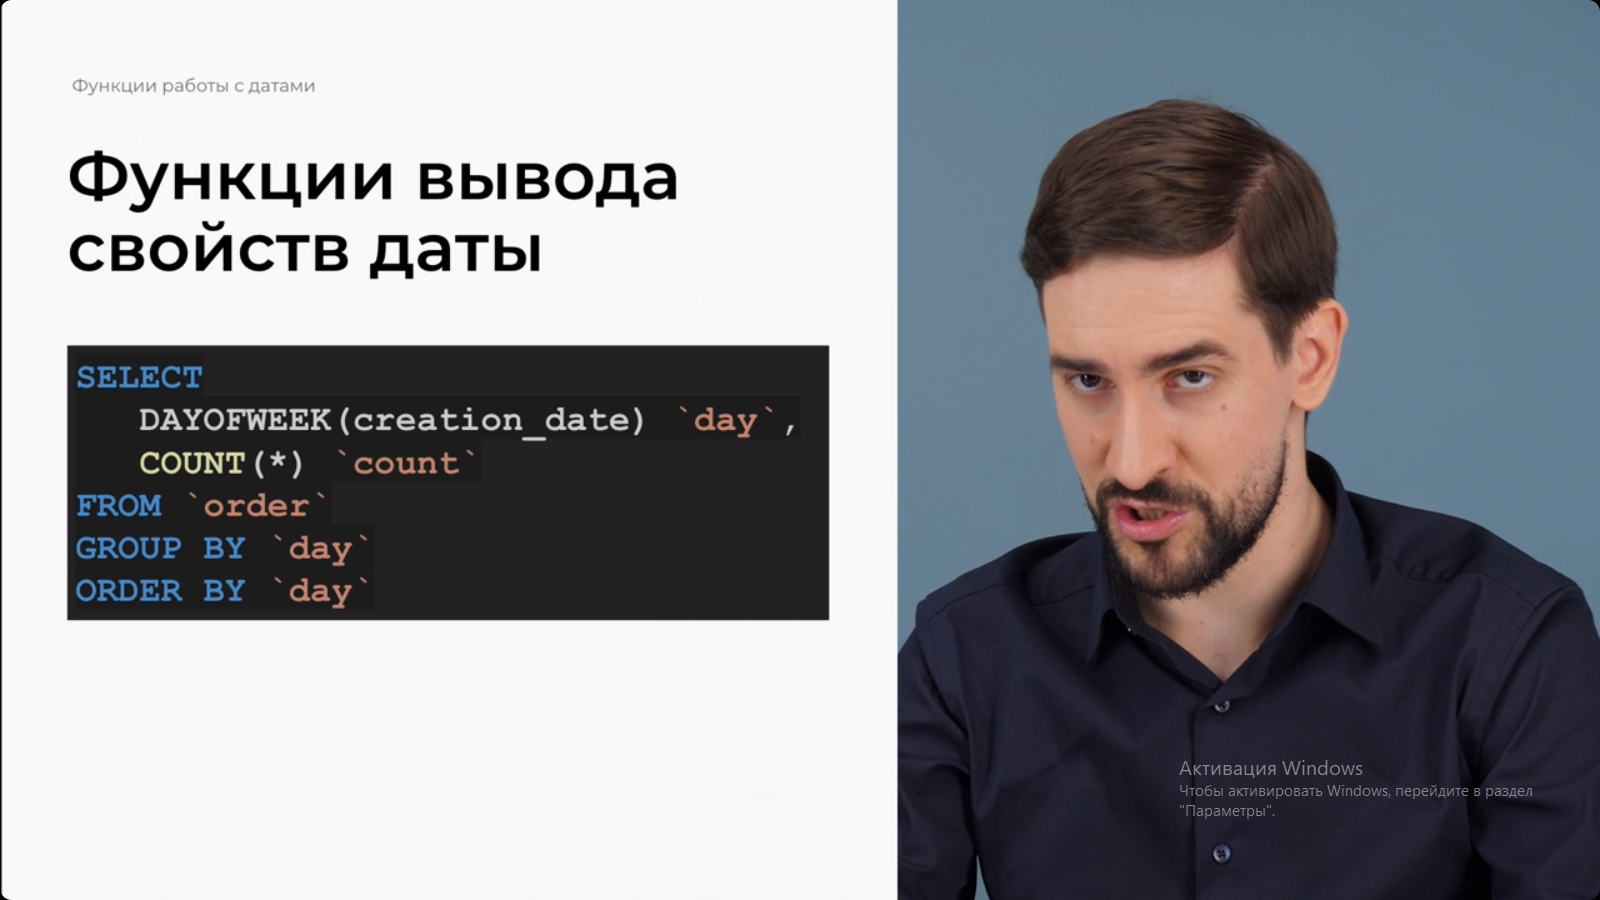 Функции работы с датами
Функции вывода
свойств даты
SELECT
DAYOFWEEK(creation_date) `day`,
COUNT(*) `count`
FROM `order`
GROUP BY `day`
ORDER BY `day`
Активация Windows
Чтобы активировать Windows, перейдите в раздел
"Параметры".